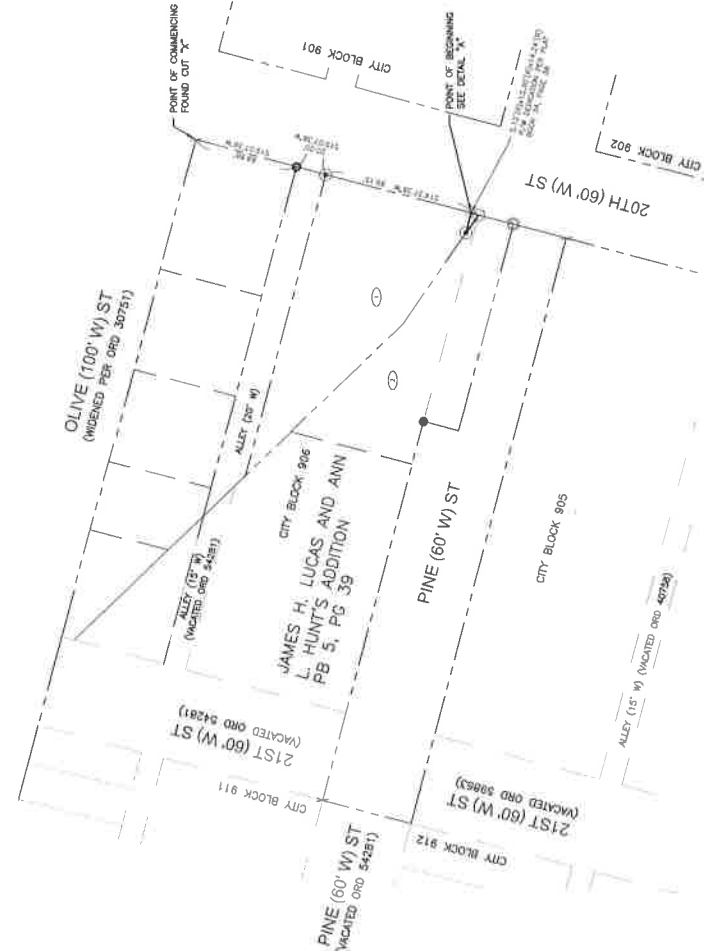 POINT OF COMMENCING
FOUND CUT "X"
CITY BLOCK 901
POINT OF BEGINNING
SEE DETAIL "A"
CITY BLOCK 902
20TH (60' W) ST
OLIVE (100' W) ST
(WIDENED PER ORD 30751)
ALLEY (20' W)
1
2
CITY BLOCK 906
JAMES H. LUCAS AND ANN
L. HUNT'S ADDITION
PB 5, PG 39
ALLEY (15' W)
(VACATED ORD 54281)
PINE (60' W) ST
CITY BLOCK 905
21ST (60' W) ST
(VACATED ORD 54281)
CITY BLOCK 911
ALLEY (15' W) (VACATED ORD 40758)
21ST (60' W) ST
(VACATED ORD 59863)
CITY BLOCK 912
PINE (60' W) ST
VACATED ORD 54281)